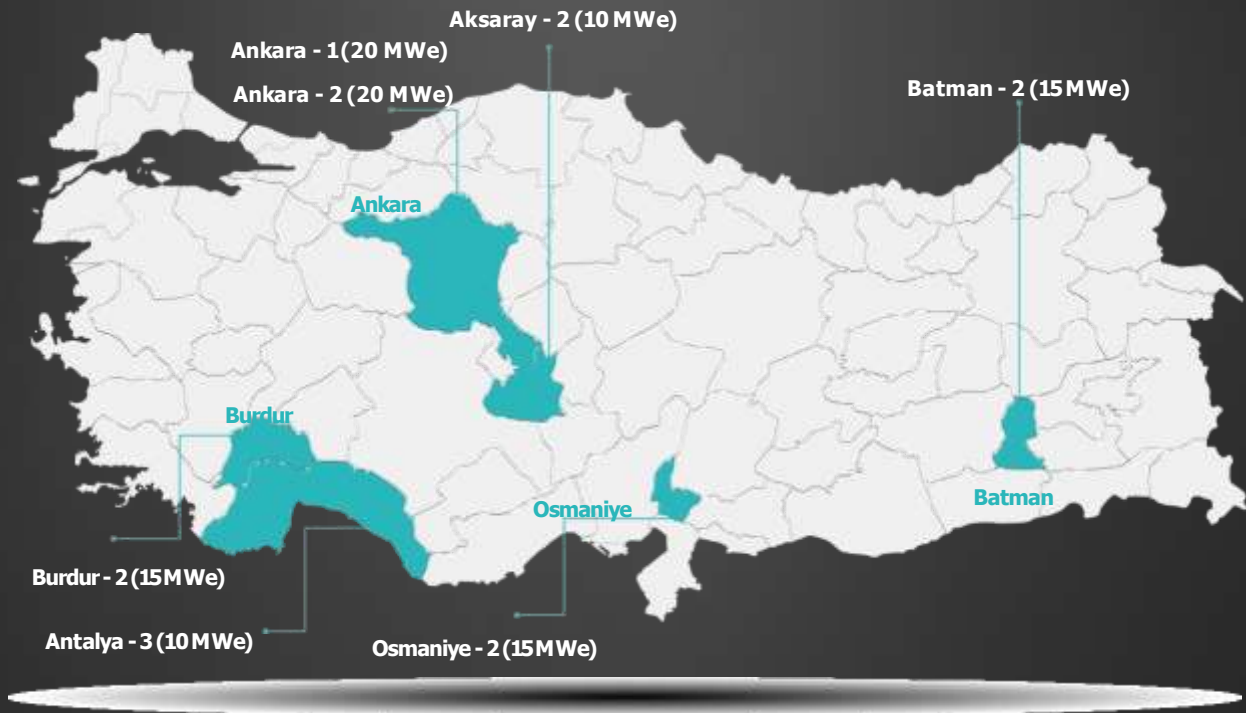 Aksaray - 2 (10 MWe)
Ankara - 1(20 MWe)
Ankara - 2 (20 MWe)
Batman - 2 (15 MWe)
Ankara
Burdur
Batman
Osmaniye
Burdur - 2 (15 MWe)
Antalya - 3 (10 MWe)
Osmaniye - 2 (15 MWe)